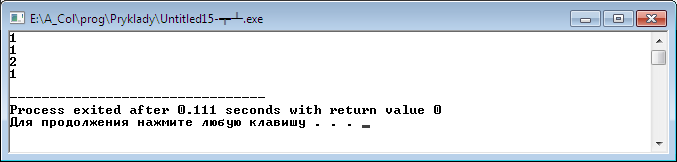 E:\A_Col\prog\Pryklady\Untitled15-┬┴.exe
1
1
2
1
--------------------------------
Process exited after 0.111 seconds with return value 0
Для продолжения нажмите любую клавишу . . . _